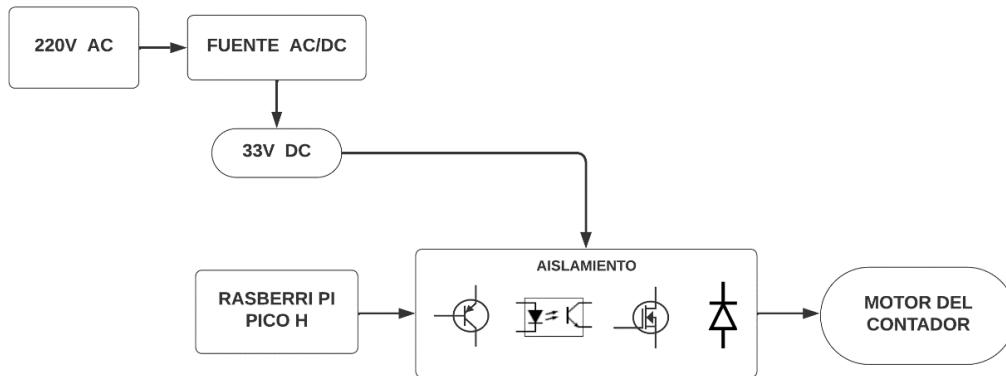 220V AC
FUENTE AC/DC
33V DC
AISLAMIENTO
RASBERRI PI
PICO H
MOTOR DEL
CONTADOR